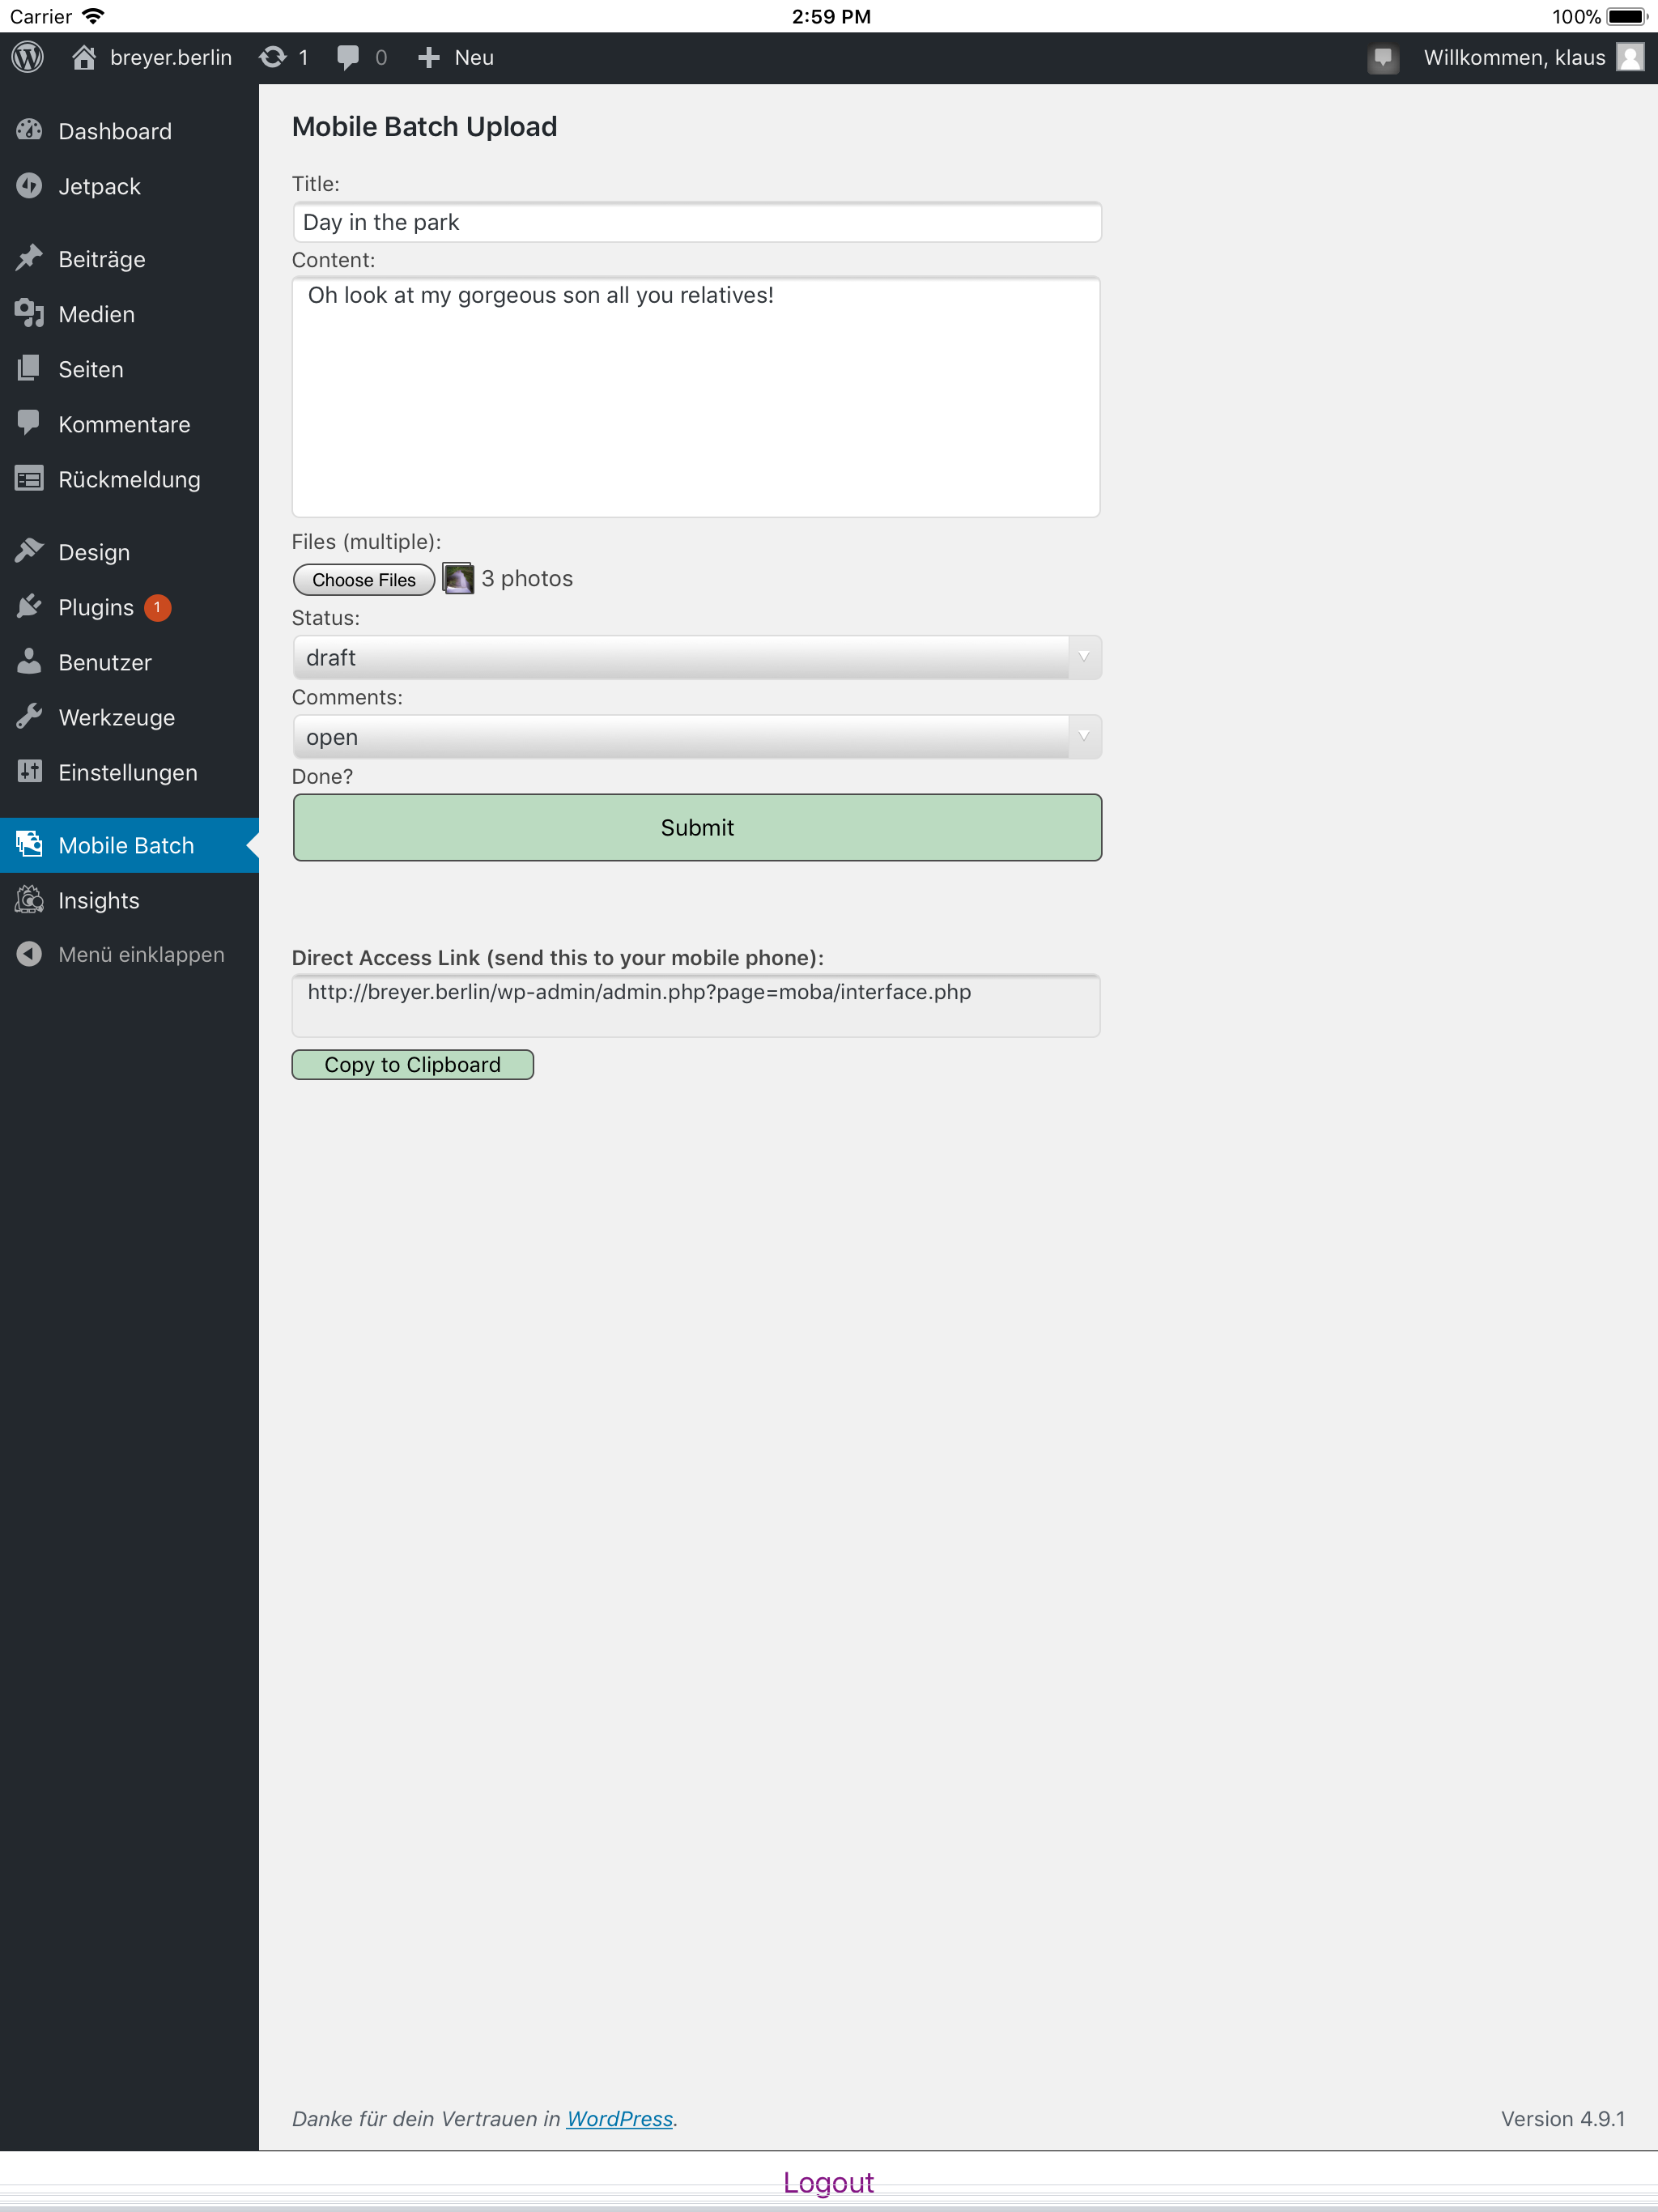 Carrier 2:59 PM 100%
breyer.berlin 1 0 Neu Willkommen, klaus
Dashboard
Jetpack
Beiträge
Medien
Seiten
Kommentare
Rückmeldung
Design
Plugins 1
Benutzer
Werkzeuge
Einstellungen
Mobile Batch
Insights
Menü einklappen
Mobile Batch Upload
Title:
Day in the park
Content:
Oh look at my gorgeous son all you relatives!
Files (multiple):
Choose Files 3 photos
Status:
draft
Comments:
open
Done?
Submit
Direct Access Link (send this to your mobile phone):
http://breyer.berlin/wp-admin/admin.php?page=moba/interface.php
Copy to Clipboard
Danke für dein Vertrauen in WordPress. Version 4.9.1
Logout